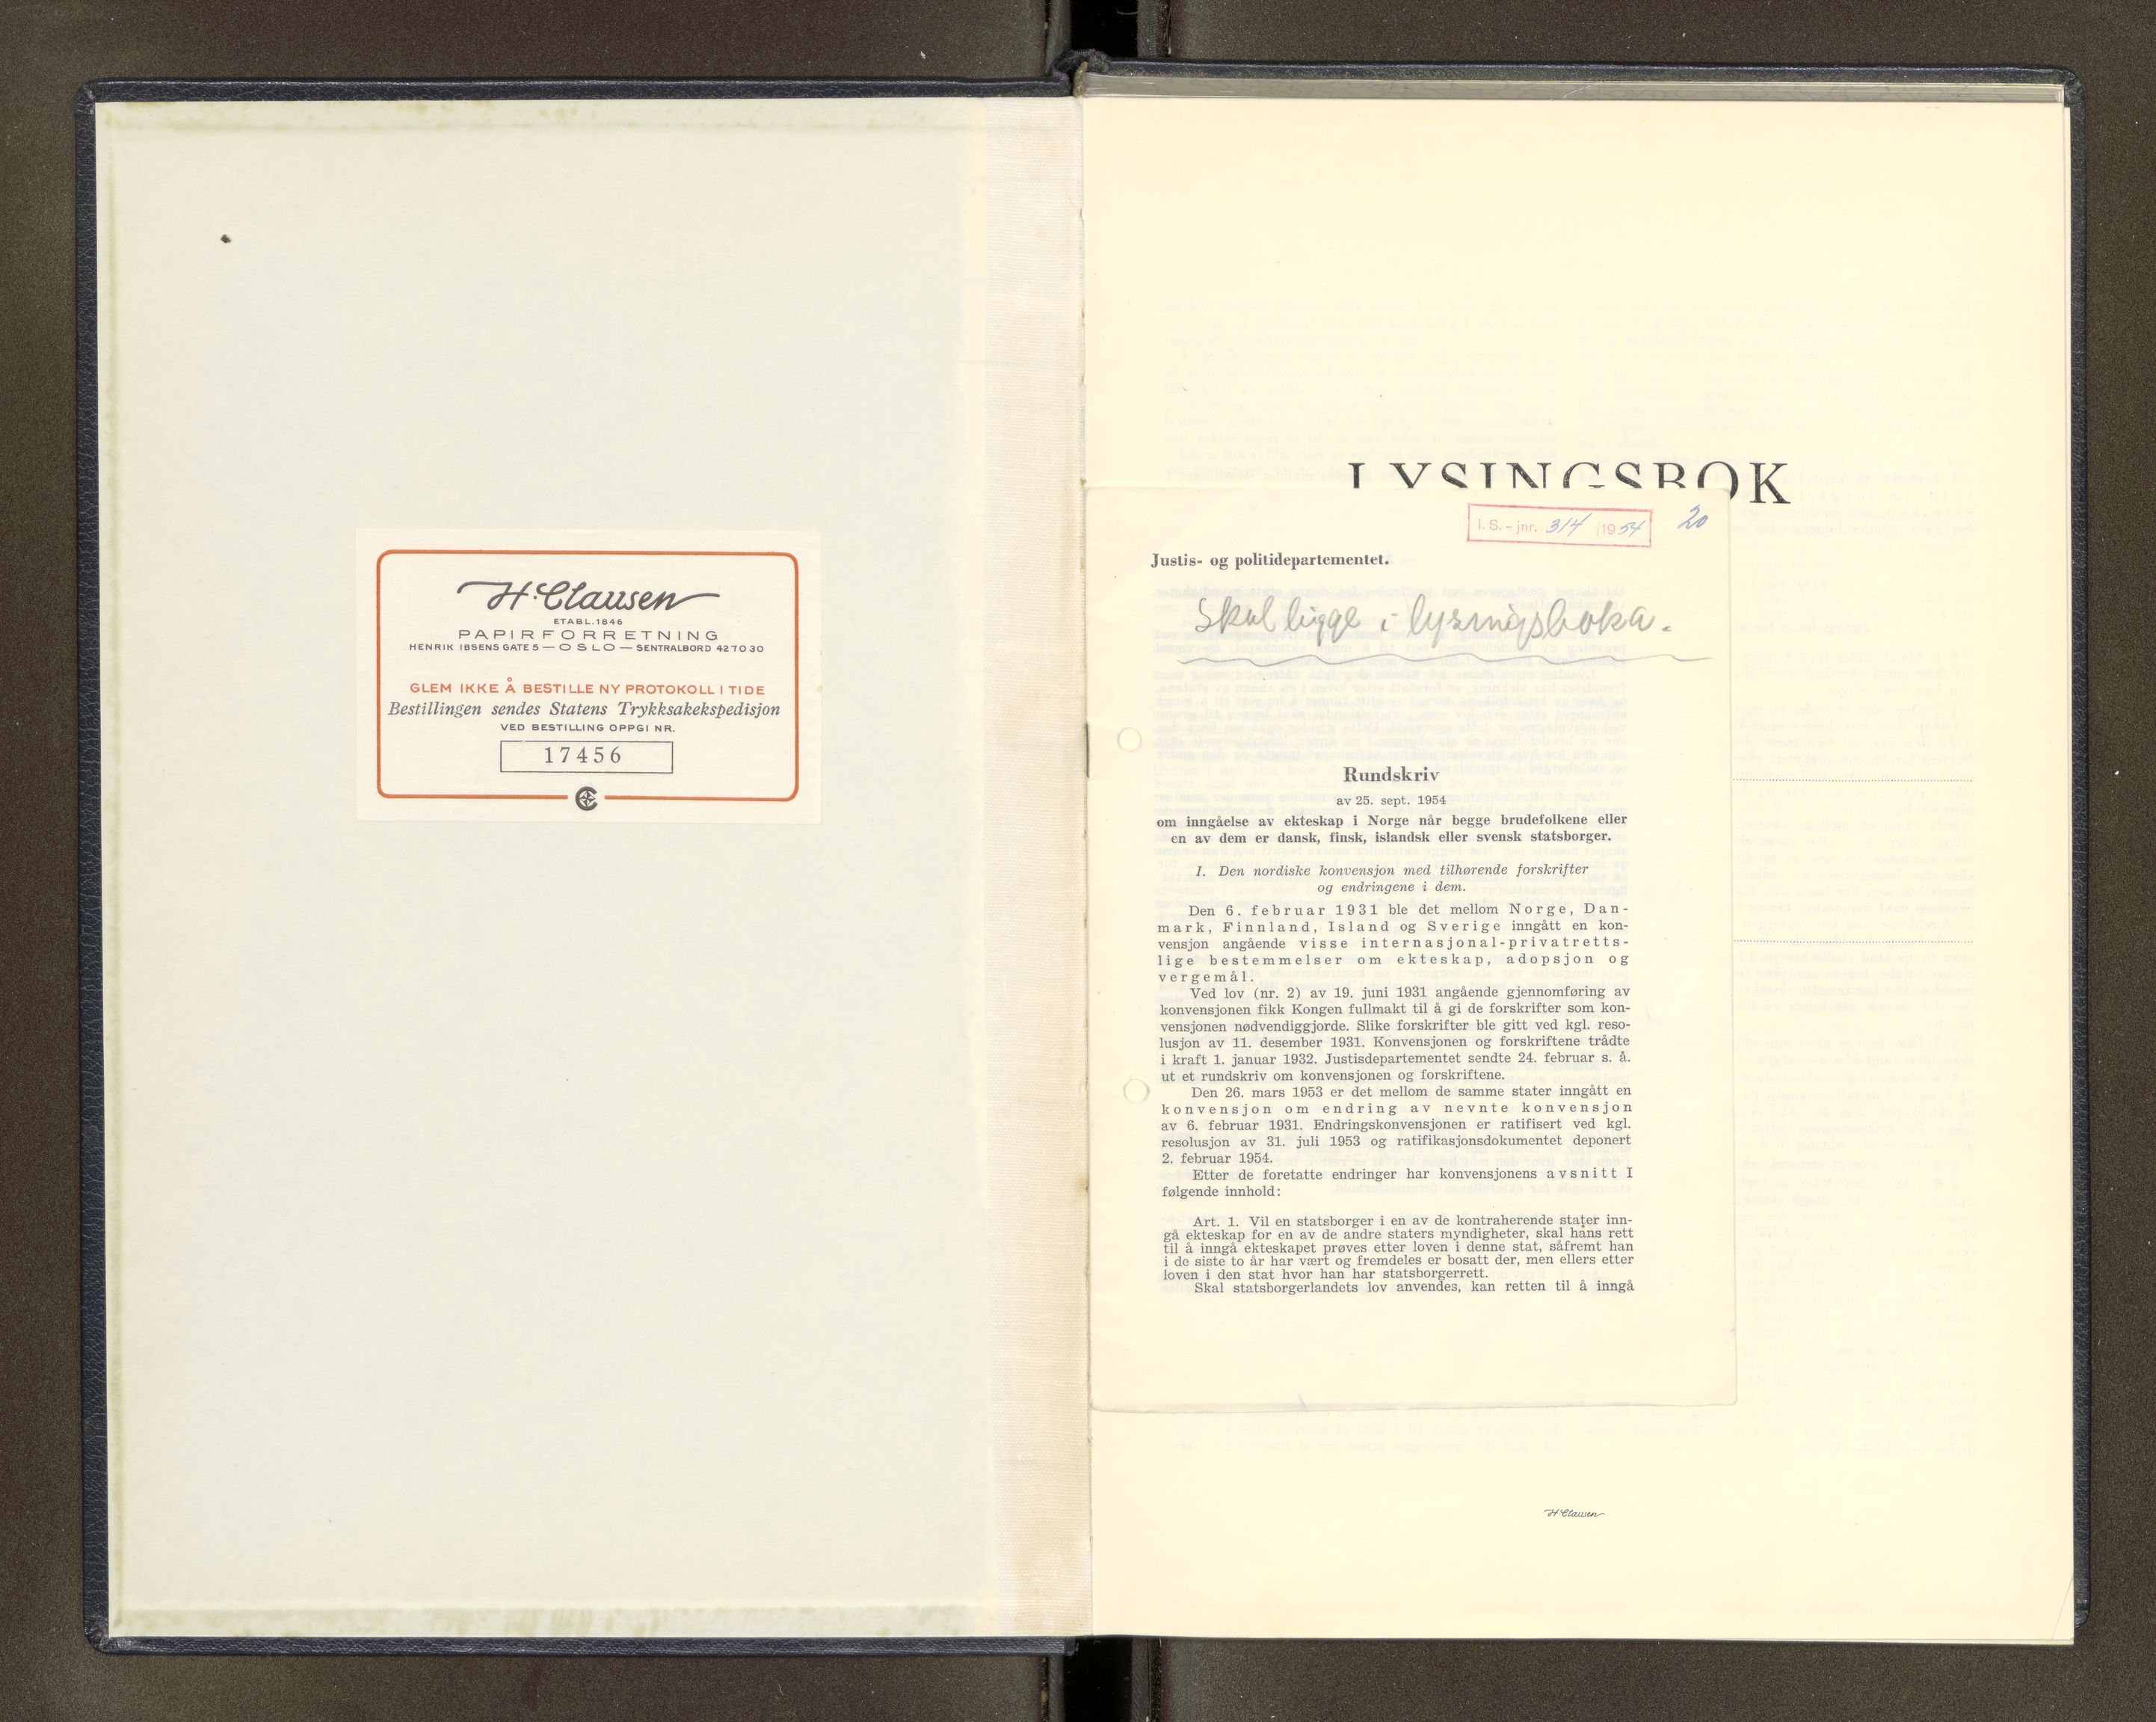 H. Clausen
ETABL. 1846
PAPIRFORRETNING
HENRIK IBSENS GATE 5 — OSLO — SENTRALBORD 427030
GLEM IKKE Å BESTILLE NY PROTOKOLL I TIDE
Bestillingen sendes Statens Trykksakekspedisjon
VED BESTILLING OPPGI NR.
17456
LYSINGSBOK
I. S. - jnr. 314 /1954
20
Justis- og politidepartementet.
Skal ligge i lysningsboka.
Rundskriv
av 25. sept. 1954
om inngåelse av ekteskap i Norge når begge brudefolkene eller
en av dem er dansk, finsk, islandsk eller svensk statsborger.
I. Den nordiske konvensjon med tilhørende forskrifter
og endringene i dem.
Den 6. februar 1931 ble det mellom Norge, Dan-
mark, Finnland, Island og Sverige inngått en kon-
vensjon angående visse internasjonal-privatretts-
lige bestemmelser om ekteskap, adopsjon og
vergemål.
Ved lov (nr. 2) av 19. juni 1931 angående gjennomføring av
konvensjonen fikk Kongen fullmakt til å gi de forskrifter som kon-
vensjonen nødvendiggjorde. Slike forskrifter ble gitt ved kgl. reso-
lusjon av 11. desember 1931. Konvensjonen og forskriftene trådte
i kraft 1. januar 1932. Justisdepartementet sendte 24. februar s. å.
ut et rundskriv om konvensjonen og forskriftene.
Den 26. mars 1953 er det mellom de samme stater inngått en
konvensjon om endring av nevnte konvensjon
av 6. februar 1931. Endringskonvensjonen er ratifisert ved kgl.
resolusjon av 31. juli 1953 og ratifikasjonsdokumentet deponert
2. februar 1954.
Etter de foretatte endringer har konvensjonens avsnitt I
følgende innhold:
Art. 1. Vil en statsborger i en av de kontraherende stater inn-
gå ekteskap for en av de andre staters myndigheter, skal hans rett
til å inngå ekteskapet prøves etter loven i denne stat, såfremt han
i de siste to år har vært og fremdeles er bosatt der, men ellers etter
loven i den stat hvor han har statsborgerrett.
Skal statsborgerlandets lov anvendes, kan retten til å inngå
H. Clausen